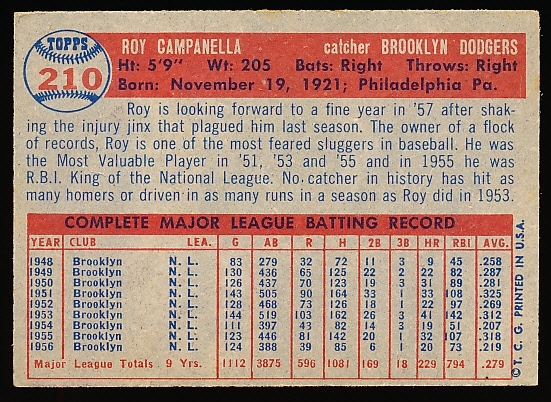 TOPPS
210
ROY CAMPANELLA catcher BROOKLYN DODGERS
Ht: 5'9" Wt: 205 Bats: Right Throws: Right
Born: November 19, 1921; Philadelphia Pa.
Roy is looking forward to a fine year in '57 after shak-
ing the injury jinx that plagued him last season. The owner of a flock
of records, Roy is one of the most feared sluggers in baseball. He was
the Most Valuable Player in '51, '53 and '55 and in 1955 he was
R.B.I. King of the National League. No catcher in history has hit as
many homers or driven in as many runs in a season as Roy did in 1953.
COMPLETE MAJOR LEAGUE BATTING RECORD
YEAR CLUB LEA. G AB R H 2B 3B HR RBI AVG.
1948 Brooklyn N. L. 83 279 32 72 11 3 9 45 .258
1949 Brooklyn N. L. 130 436 65 125 22 2 22 82 .287
1950 Brooklyn N. L. 126 437 70 123 19 3 31 89 .281
1951 Brooklyn N. L. 143 505 90 164 33 1 33 108 .325
1952 Brooklyn N. L. 128 468 73 126 18 1 22 97 .269
1953 Brooklyn N. L. 144 519 103 162 26 3 41 142 .312
1954 Brooklyn N. L. 111 397 43 82 14 3 19 51 .207
1955 Brooklyn N. L. 123 446 81 142 20 1 32 107 .318
1956 Brooklyn N. L. 124 388 39 85 6 1 20 73 .219
Major League Totals 9 Yrs. 1112 3875 596 1081 169 18 229 794 .279
© T. C. G. PRINTED IN U.S.A.